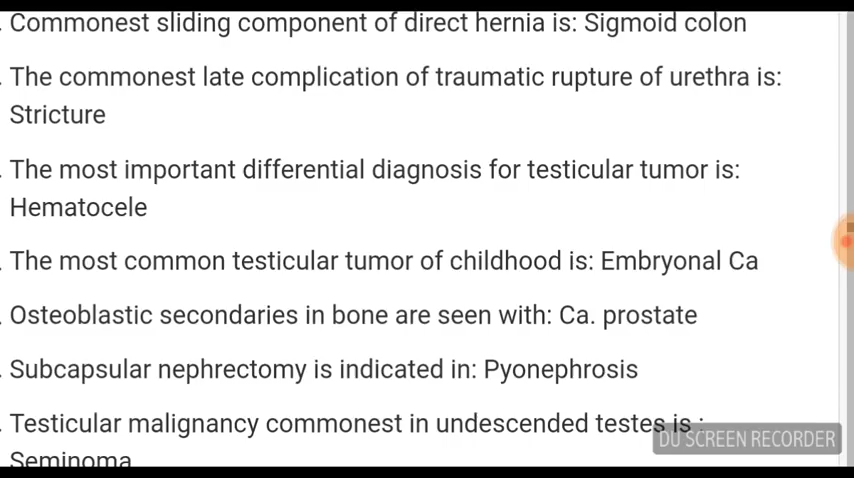 Commonest sliding component of direct hernia is: Sigmoid colon
The commonest late complication of traumatic rupture of urethra is:
Stricture
The most important differential diagnosis for testicular tumor is:
Hematocele
The most common testicular tumor of childhood is: Embryonal Ca
Osteoblastic secondaries in bone are seen with: Ca. prostate
Subcapsular nephrectomy is indicated in: Pyonephrosis
Testicular malignancy commonest in undescended testes is :
DU SCREEN RECORDER
Seminoma